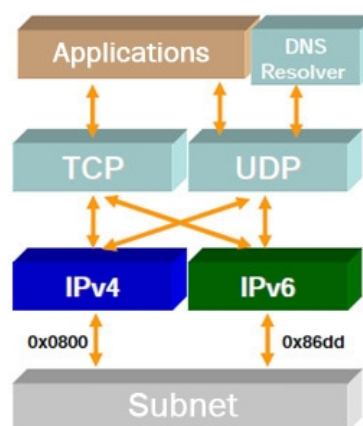 Applications
DNS
Resolver
TCP
UDP
IPv4
IPv6
0x0800
0x86dd
Subnet